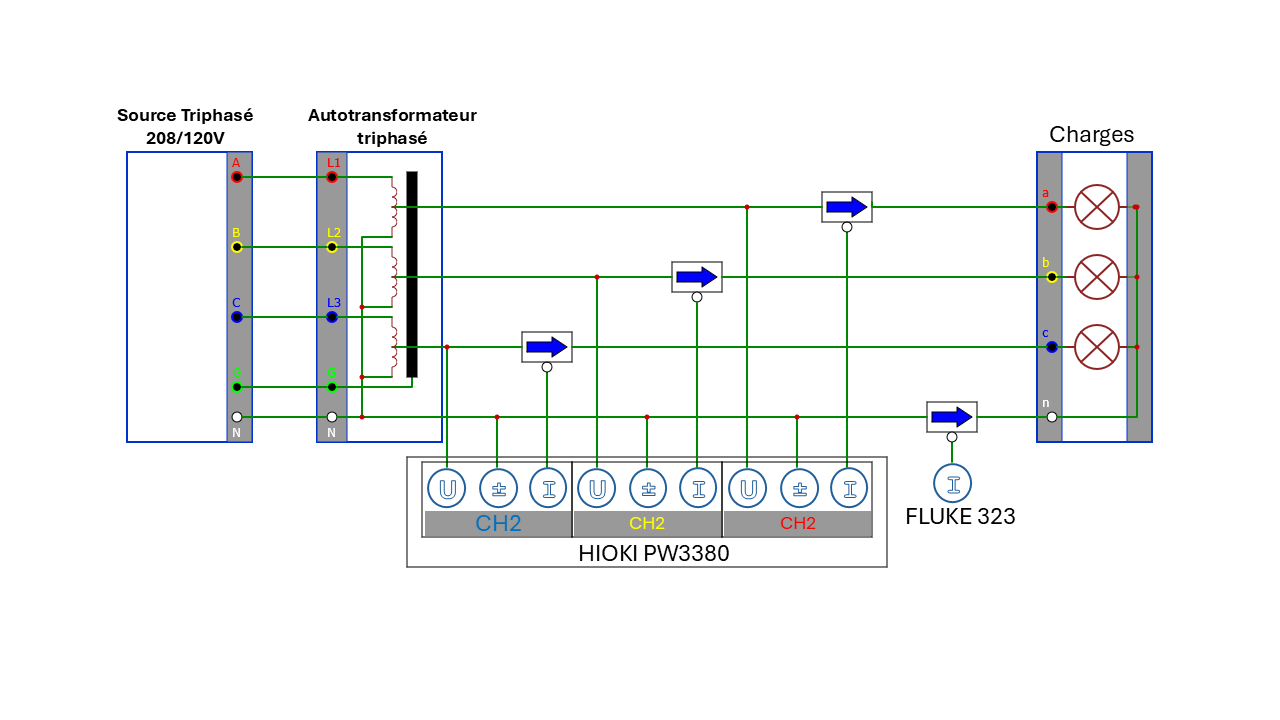 Source Triphasé
208/120V
Autotransformateur
triphasé
Charges
A
L1
a
B
L2
b
C
L3
c
G
G
n
N
N
U
±
I
U
±
I
U
±
I
I
CH2
CH2
CH2
FLUKE 323
HIOKI PW3380